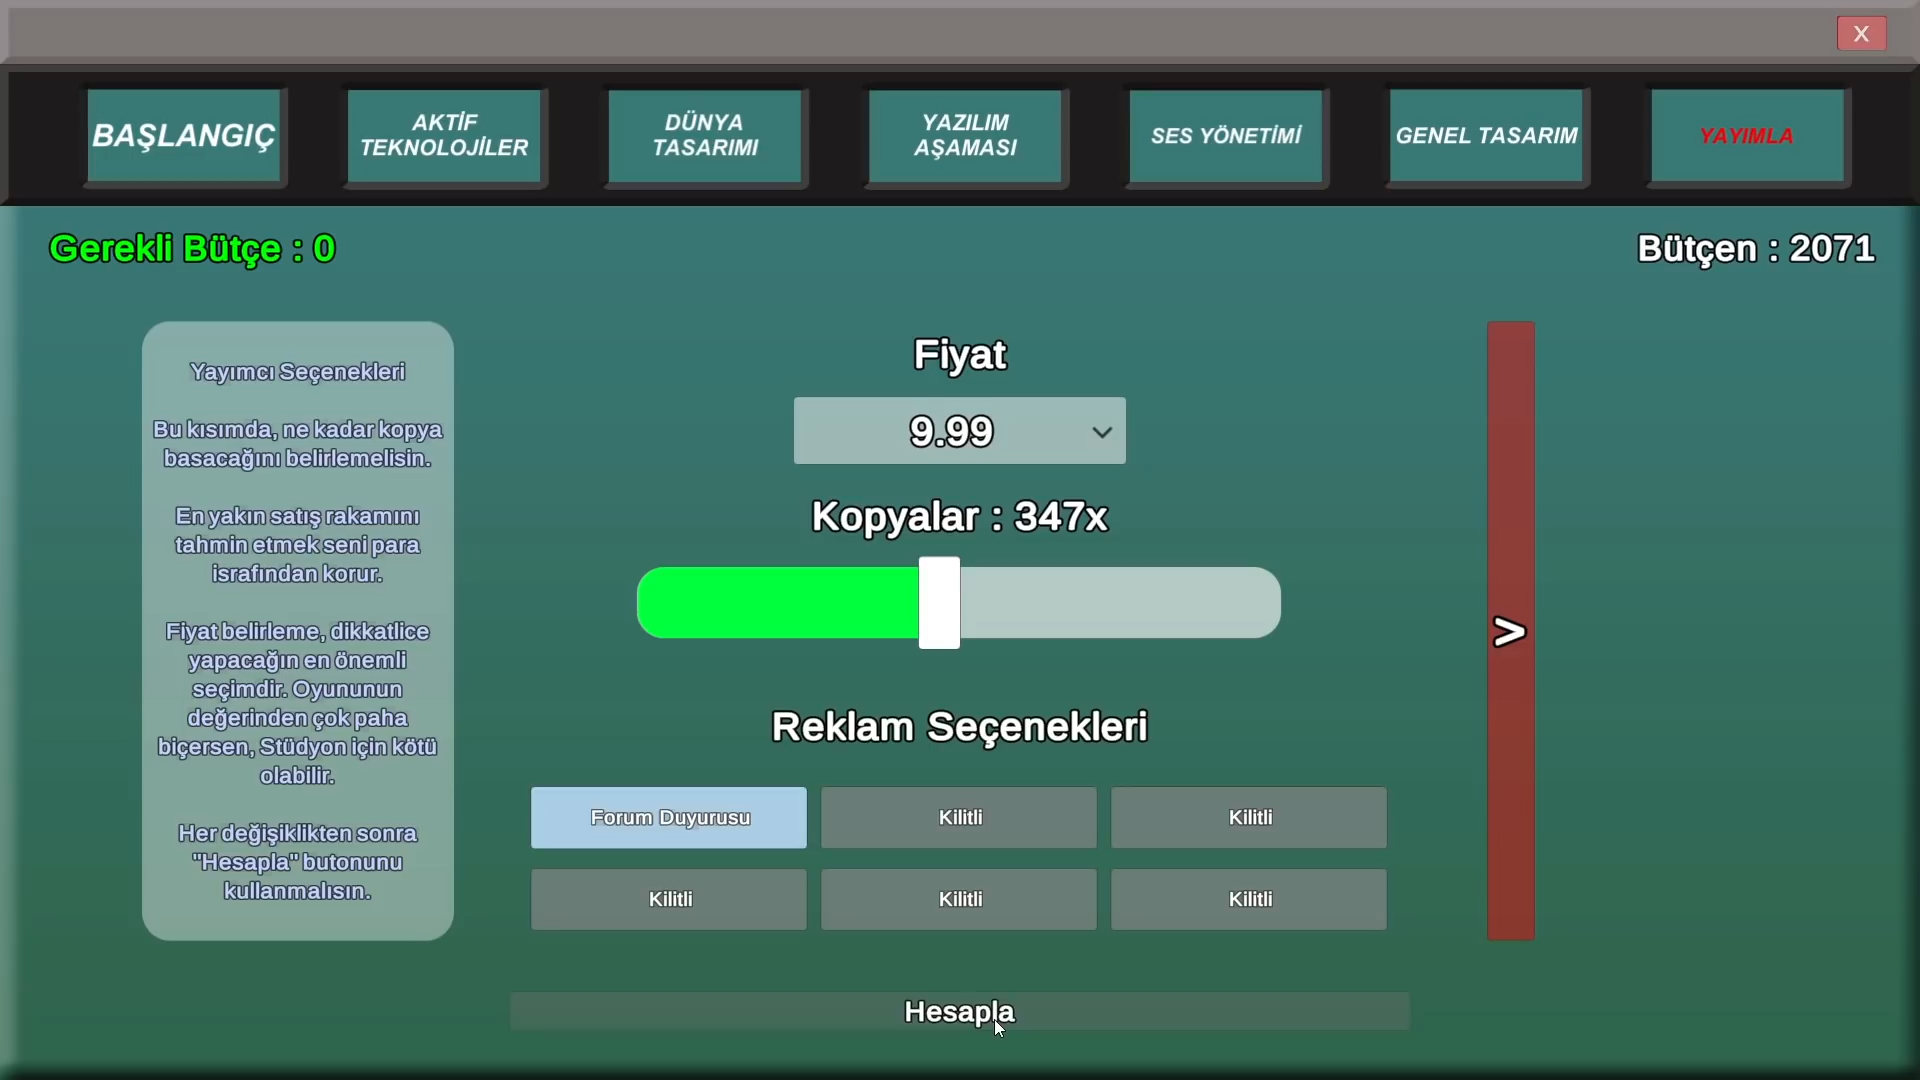 X
BAŞLANGIÇ
AKTİF
TEKNOLOJİLER
DÜNYA
TASARIMI
YAZILIM
AŞAMASI
SES YÖNETİMİ
GENEL TASARIM
YAYIMLA
Gerekli Bütçe : 0
Bütçen : 2071
Yayımcı Seçenekleri
Bu kısımda, ne kadar kopya
basacağını belirlemelisin.
En yakın satış rakamını
tahmin etmek seni para
israfından korur.
Fiyat belirleme, dikkatlice
yapacağın en önemli
seçimdir. Oyununun
değerinden çok paha
biçersen, Stüdyon için kötü
olabilir.
Her değişiklikten sonra
"Hesapla" butonunu
kullanmalısın.
Fiyat
9.99
Kopyalar : 347x
>
Reklam Seçenekleri
Forum Duyurusu
Kilitli
Kilitli
Kilitli
Kilitli
Kilitli
Hesapla